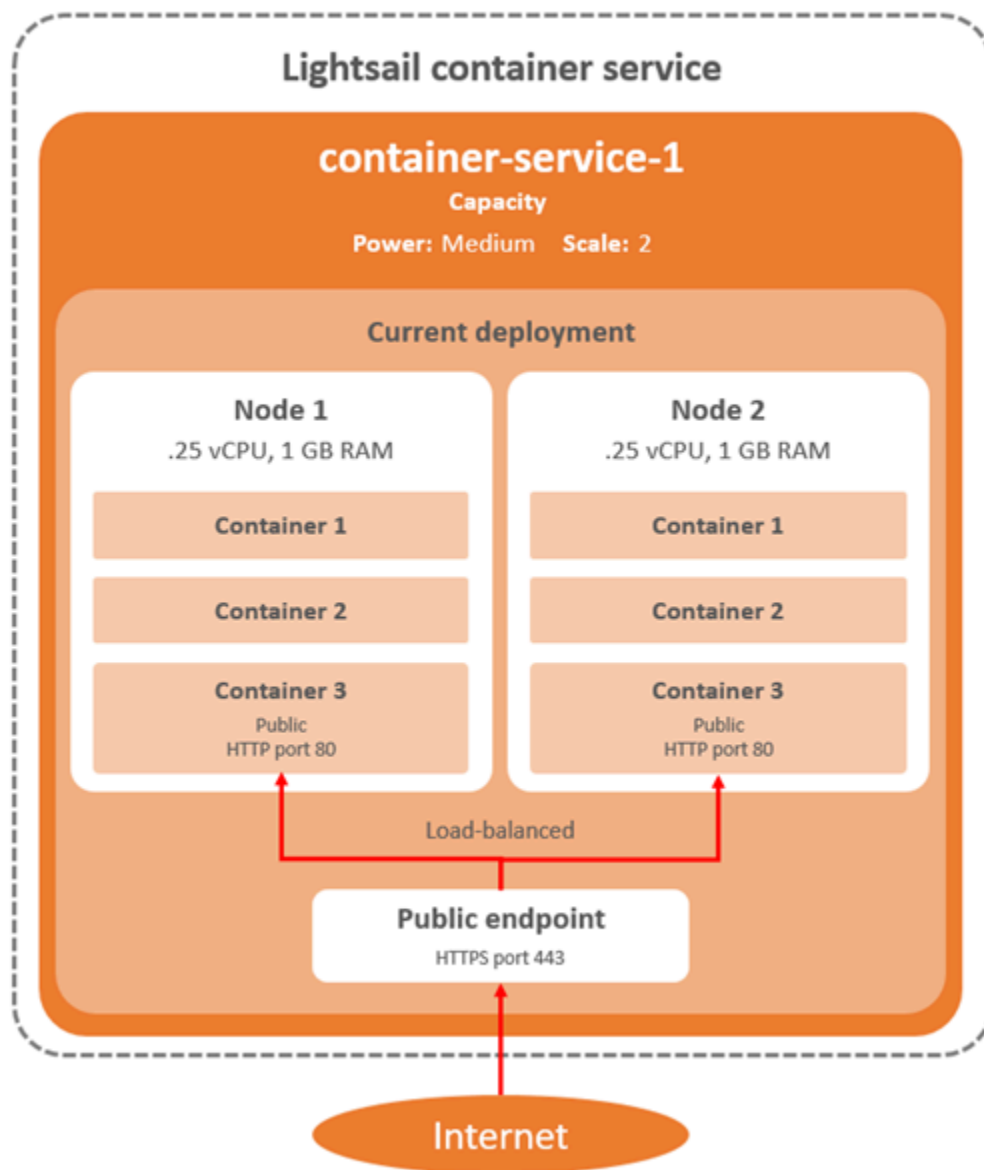 Lightsail container service
container-service-1
Capacity
Power: Medium Scale: 2
Current deployment
Node 1
.25 vCPU, 1 GB RAM
Container 1
Container 2
Container 3
Public
HTTP port 80
Node 2
.25 vCPU, 1 GB RAM
Container 1
Container 2
Container 3
Public
HTTP port 80
Load-balanced
Public endpoint
HTTPS port 443
Internet